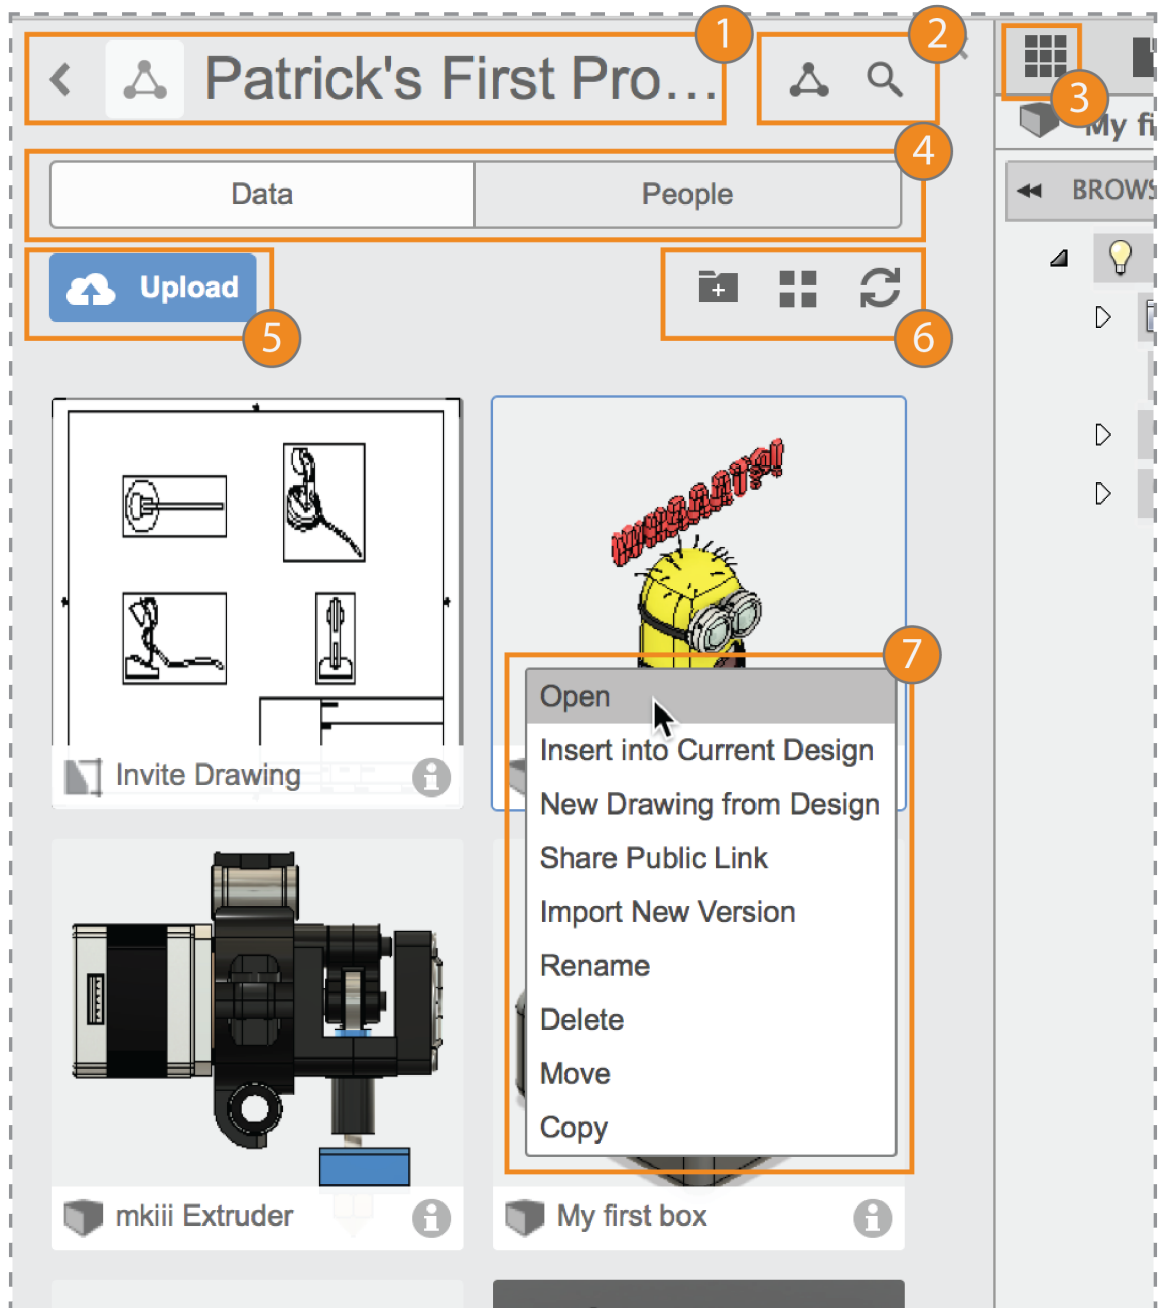 1
2
3
Patrick's First Pro...
My fi
4
Data
People
BROWS
Upload
5
6
WHAAAT?!
7
Open
Insert into Current Design
New Drawing from Design
Share Public Link
Import New Version
Rename
Delete
Move
Copy
Invite Drawing
mkiii Extruder
My first box